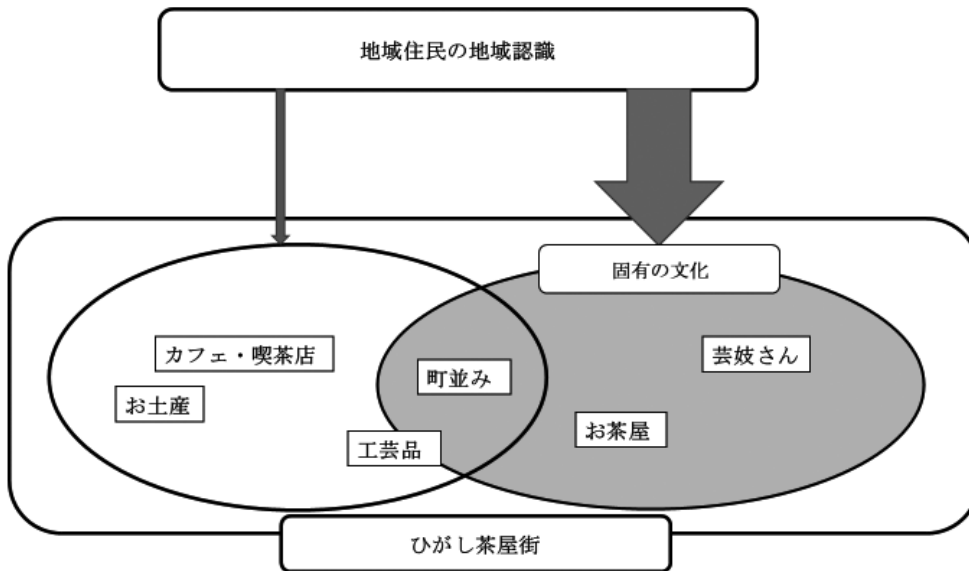 地域住民の地域認識
固有の文化
カフェ・喫茶店
芸妓さん
町並み
お土産
お茶屋
工芸品
ひがし茶屋街